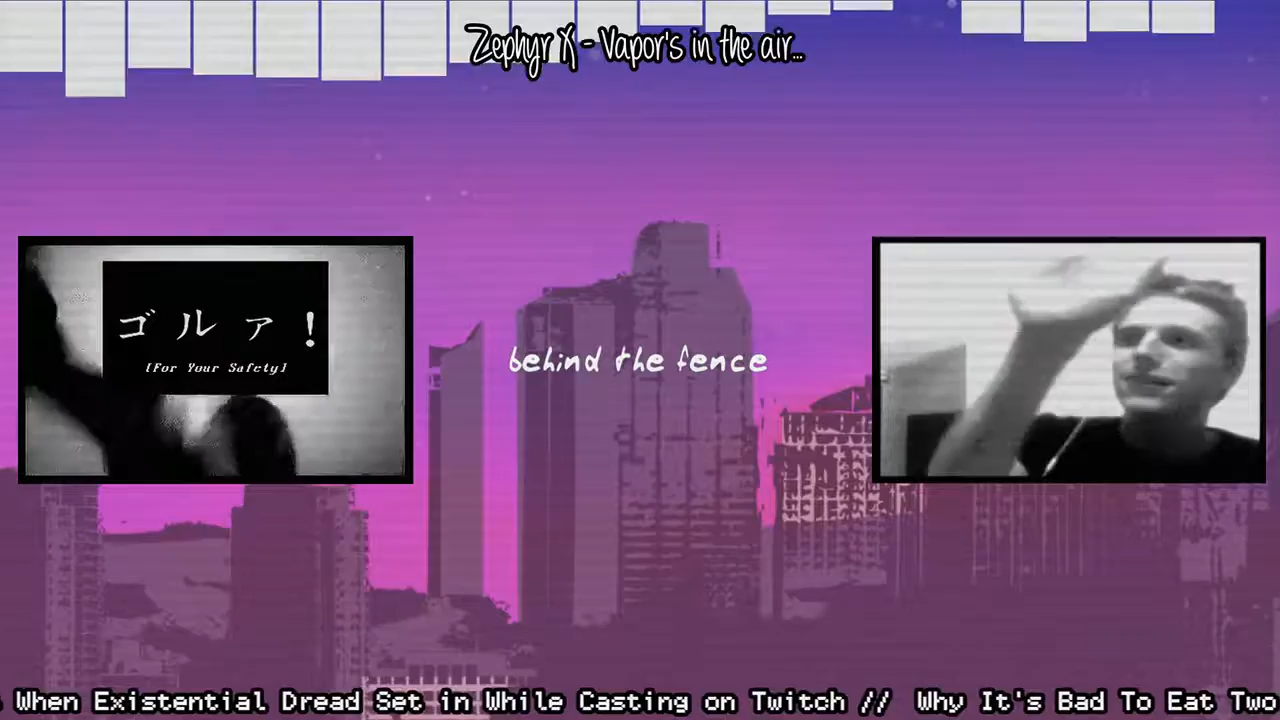 Zephyr X - Vapor's in the air...
ゴルァ!
[For Your Safety]
behind the fence
When Existential Dread Set in While Casting on Twitch // Why It's Bad To Eat Two